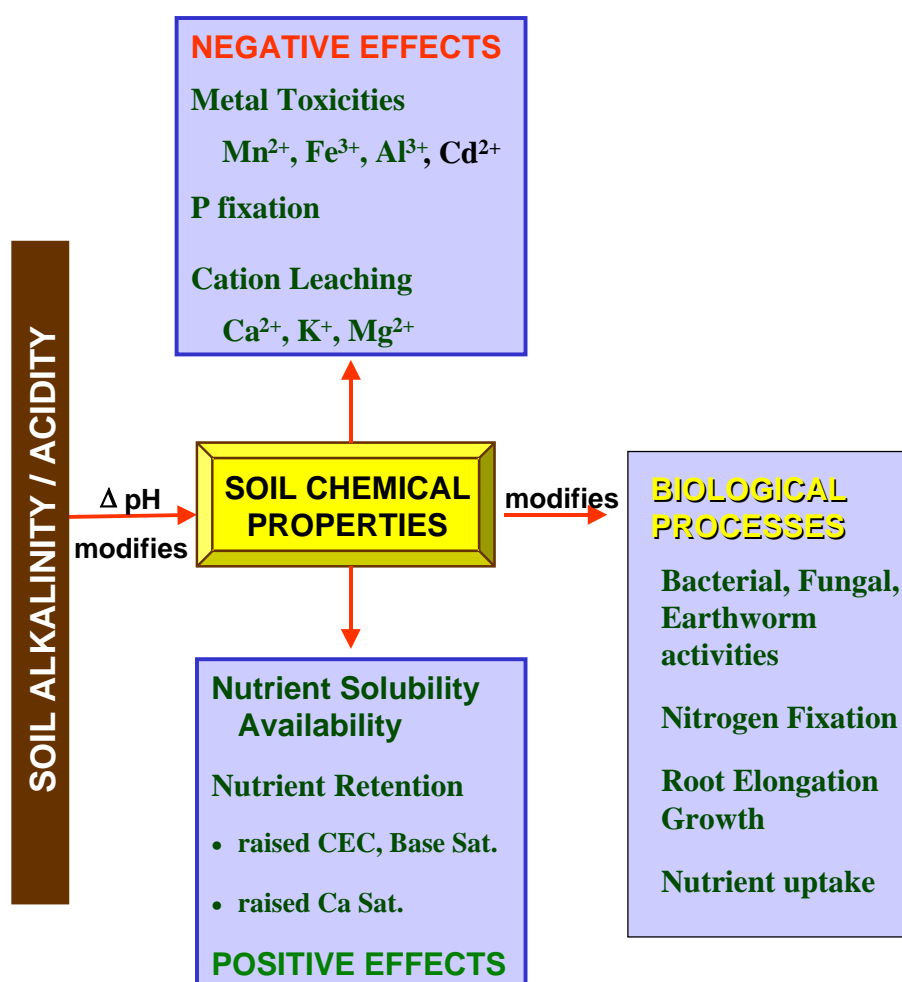 NEGATIVE EFFECTS
Metal Toxicities
Mn²⁺, Fe³⁺, Al³⁺, Cd²⁺
P fixation
Cation Leaching
Ca²⁺, K⁺, Mg²⁺
SOIL ALKALINITY / ACIDITY
Δ pH
modifies
SOIL CHEMICAL
PROPERTIES
modifies
BIOLOGICAL
PROCESSES
Bacterial, Fungal,
Earthworm
activities
Nitrogen Fixation
Root Elongation
Growth
Nutrient uptake
Nutrient Solubility
Availability
Nutrient Retention
• raised CEC, Base Sat.
• raised Ca Sat.
POSITIVE EFFECTS